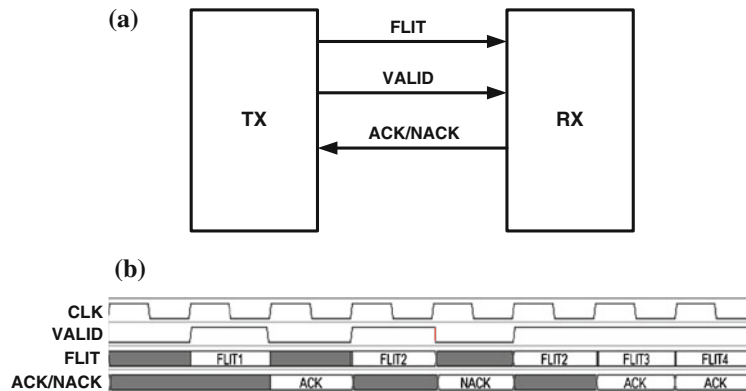 (a)
FLIT
VALID
TX
RX
ACK/NACK
(b)
CLK
VALID
FLIT FLIT1 FLIT2 FLIT2 FLIT3 FLIT4
ACK/NACK ACK NACK ACK ACK